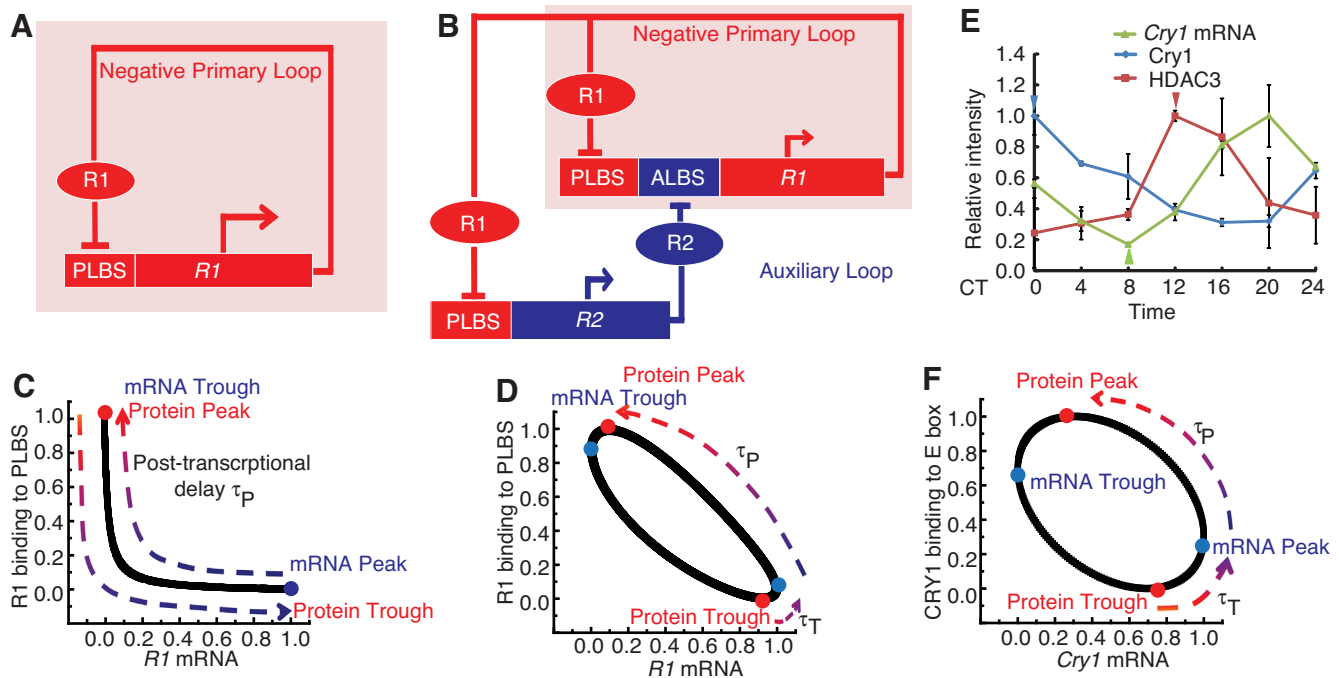 A
Negative Primary Loop
R1
PLBS
R1
B
Negative Primary Loop
R1
PLBS
ALBS
R1
R1
R2
Auxiliary Loop
PLBS
R2
E
Cry1 mRNA
Cry1
HDAC3
Relative intensity
1.4
1.2
1.0
0.8
0.6
0.4
0.2
0.0
CT
0 4 8 12 16 20 24
Time
C
mRNA Trough
Protein Peak
Post-transcrptional
delay τP
mRNA Peak
Protein Trough
R1 binding to PLBS
1.0
0.8
0.6
0.4
0.2
0.0
0.0 0.2 0.4 0.6 0.8 1.0
R1 mRNA
D
Protein Peak
mRNA Trough
τP
Protein Trough
τT
R1 binding to PLBS
1.0
0.8
0.6
0.4
0.2
0.0
0.0 0.2 0.4 0.6 0.8 1.0
R1 mRNA
F
Protein Peak
τP
mRNA Trough
mRNA Peak
Protein Trough
τT
CRY1 binding to E box
1.0
0.8
0.6
0.4
0.2
0.0
0.0 0.2 0.4 0.6 0.8 1.0
Cry1 mRNA